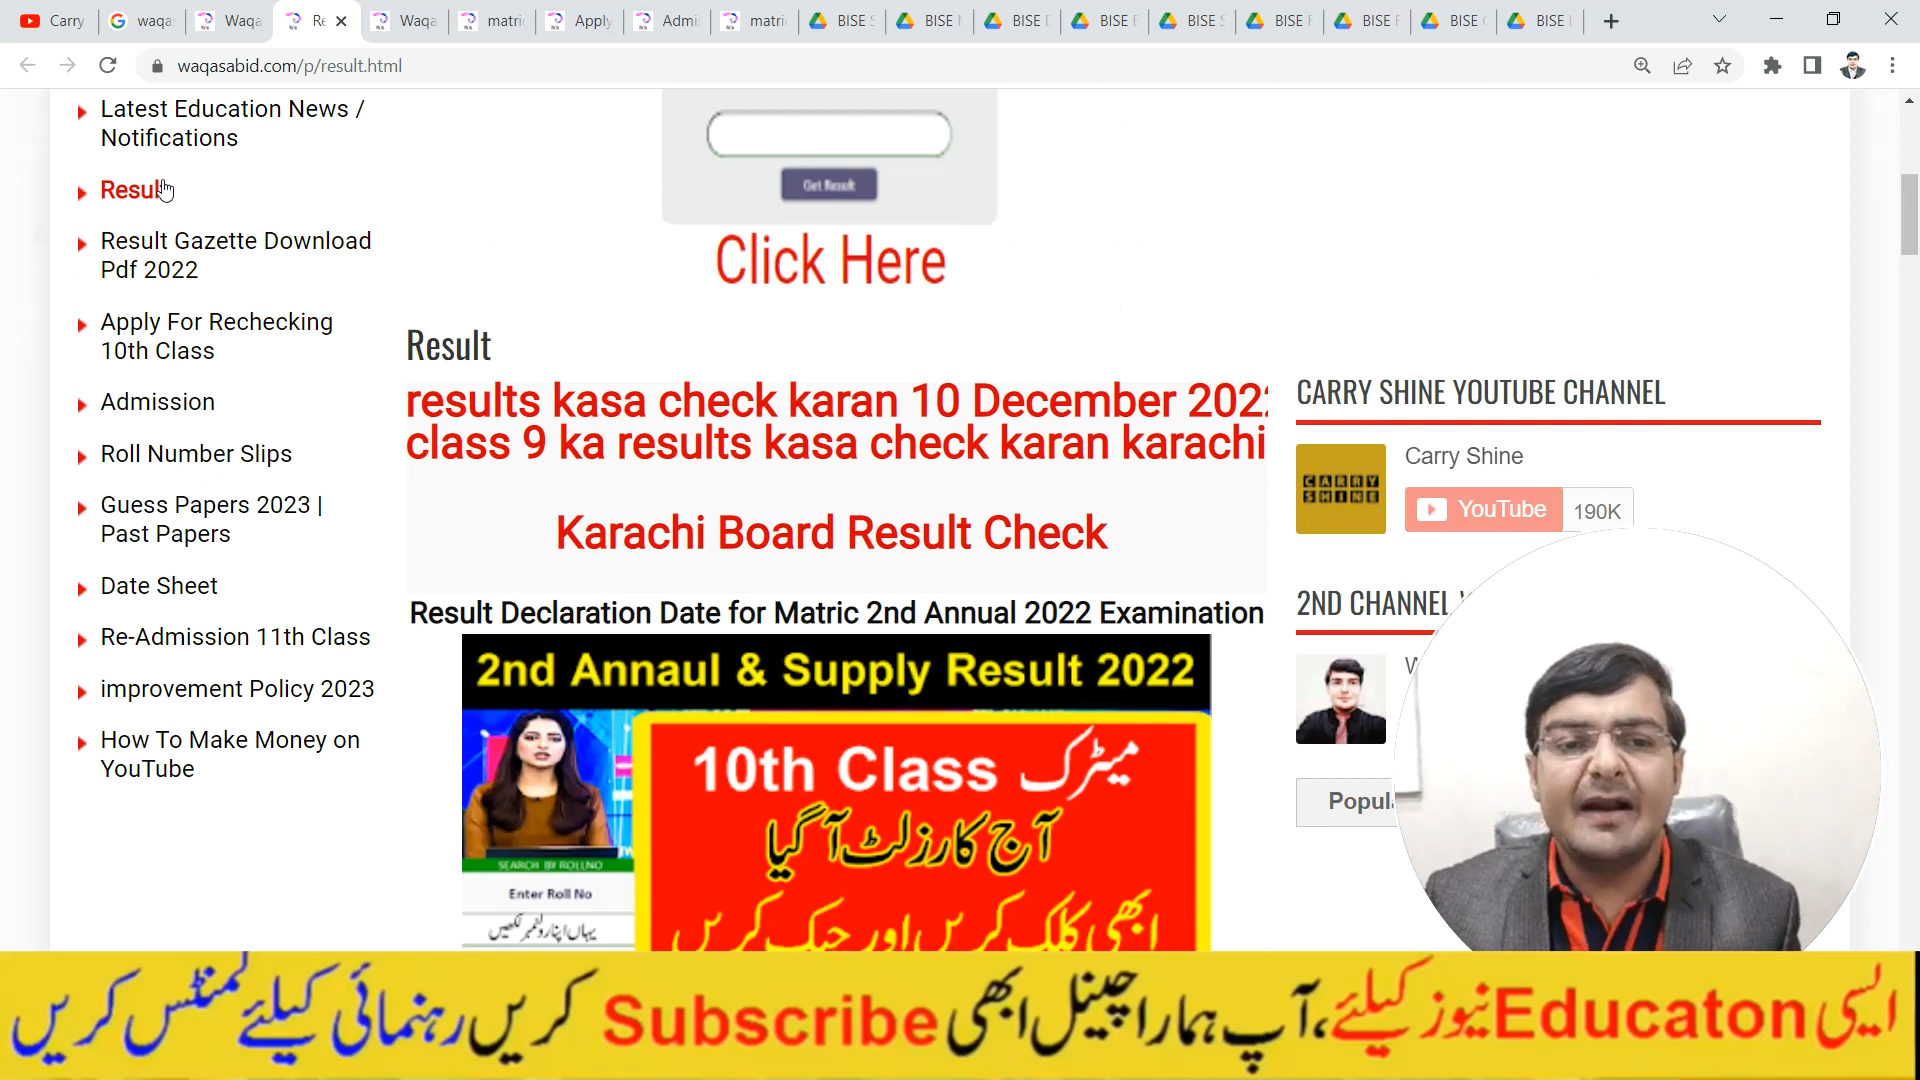 Carry
waqa
Waqa
Re
Waqa
matri
Apply
Admi
matri
BISE S
BISE
BISE
BISE
BISE S
BISE
BISE
BISE
BISE
waqasabid.com/p/result.html
Latest Education News /
Notifications
Result
Result Gazette Download
Pdf 2022
Apply For Rechecking
10th Class
Admission
Roll Number Slips
Guess Papers 2023 |
Past Papers
Date Sheet
Re-Admission 11th Class
improvement Policy 2023
How To Make Money on
YouTube
Get Result
Click Here
Result
results kasa check karan 10 December 2022
class 9 ka results kasa check karan karachi
Karachi Board Result Check
Result Declaration Date for Matric 2nd Annual 2022 Examination
2nd Annaul & Supply Result 2022
10th Class میٹرک
آج کا رزلٹ آ گیا
ابھی کلک کریں اور چیک کریں
SEARCH BY ROLLNO
Enter Roll No
یہاں اپنا رولنمبر لکھیں
CARRY SHINE YOUTUBE CHANNEL
CARRY
SHINE
Carry Shine
YouTube 190K
2ND CHANNEL
Popul
ایسی Educaton نیوز کیلئے، آپ ہمارا چینل ابھی Subscribe کریں رہنمائی کیلئے کمنٹس کریں